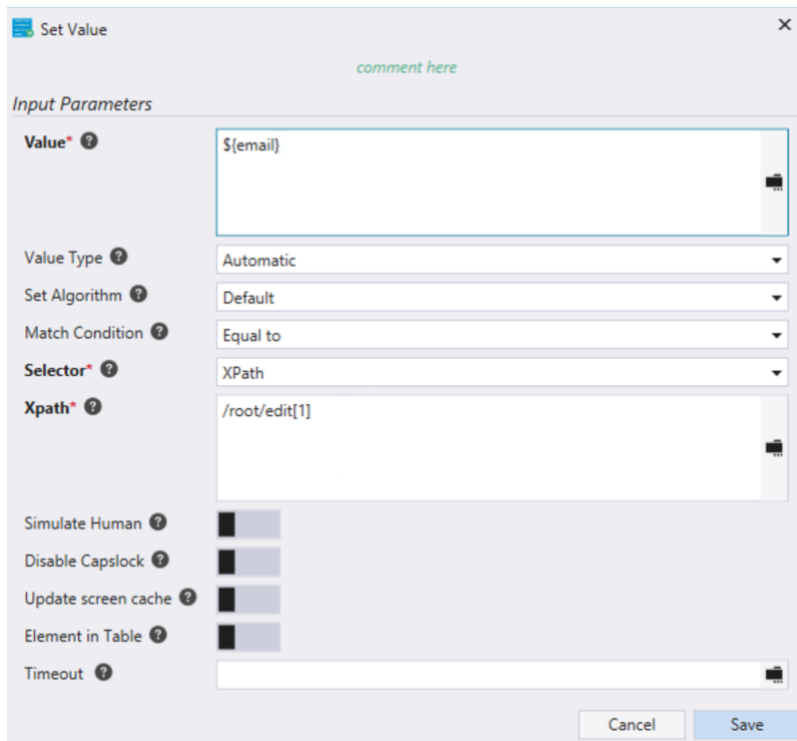 Set Value
comment here
Input Parameters
Value* ?
${email}
Value Type ?
Automatic
Set Algorithm ?
Default
Match Condition ?
Equal to
Selector* ?
XPath
Xpath* ?
/root/edit[1]
Simulate Human ?
Disable Capslock ?
Update screen cache ?
Element in Table ?
Timeout ?
Cancel
Save